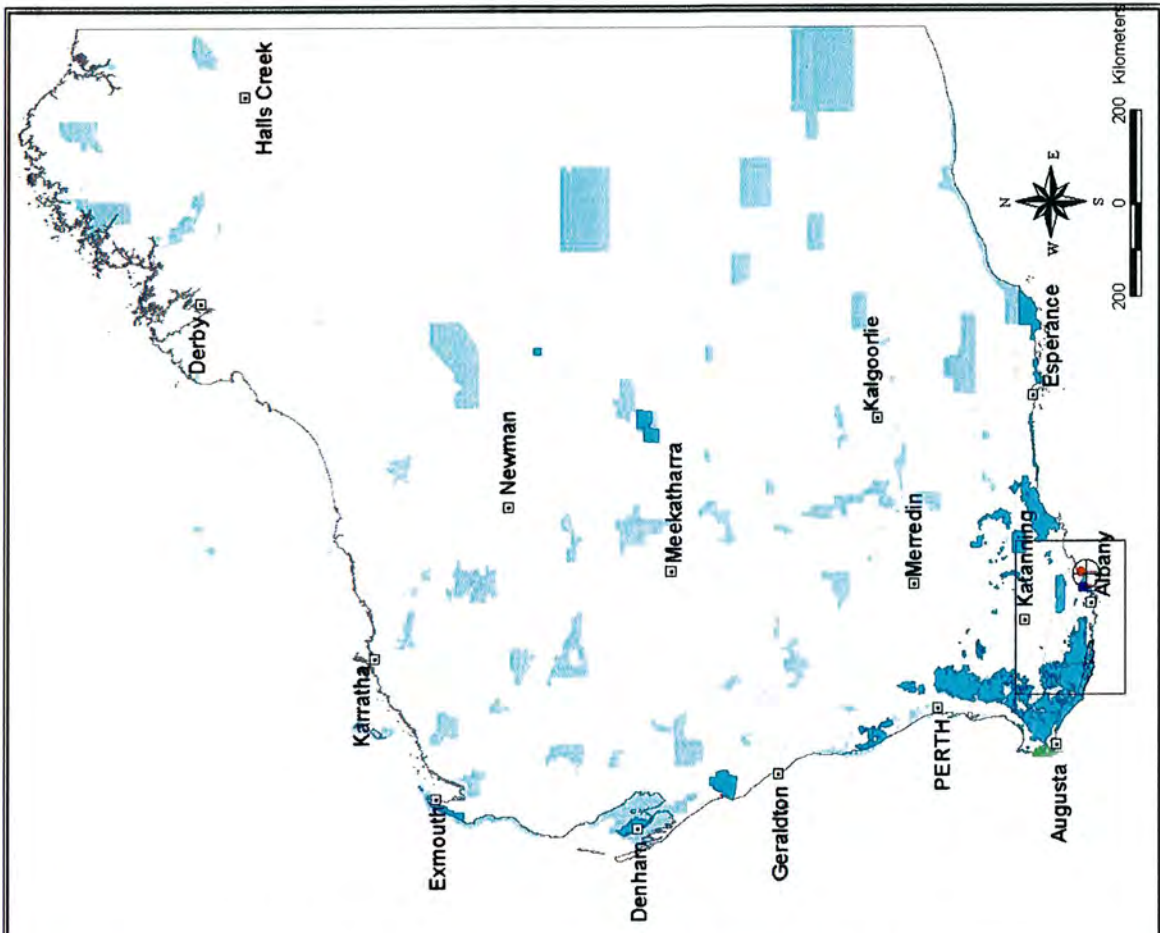 Halls Creek
Derby
Newman
Karratha
Exmouth
Meekatharra
Denham
Kalgoorlie
Geraldton
Merredin
Esperance
Katanning
PERTH
Albany
Augusta
N
W
E
S
200 0 200 Kilometers